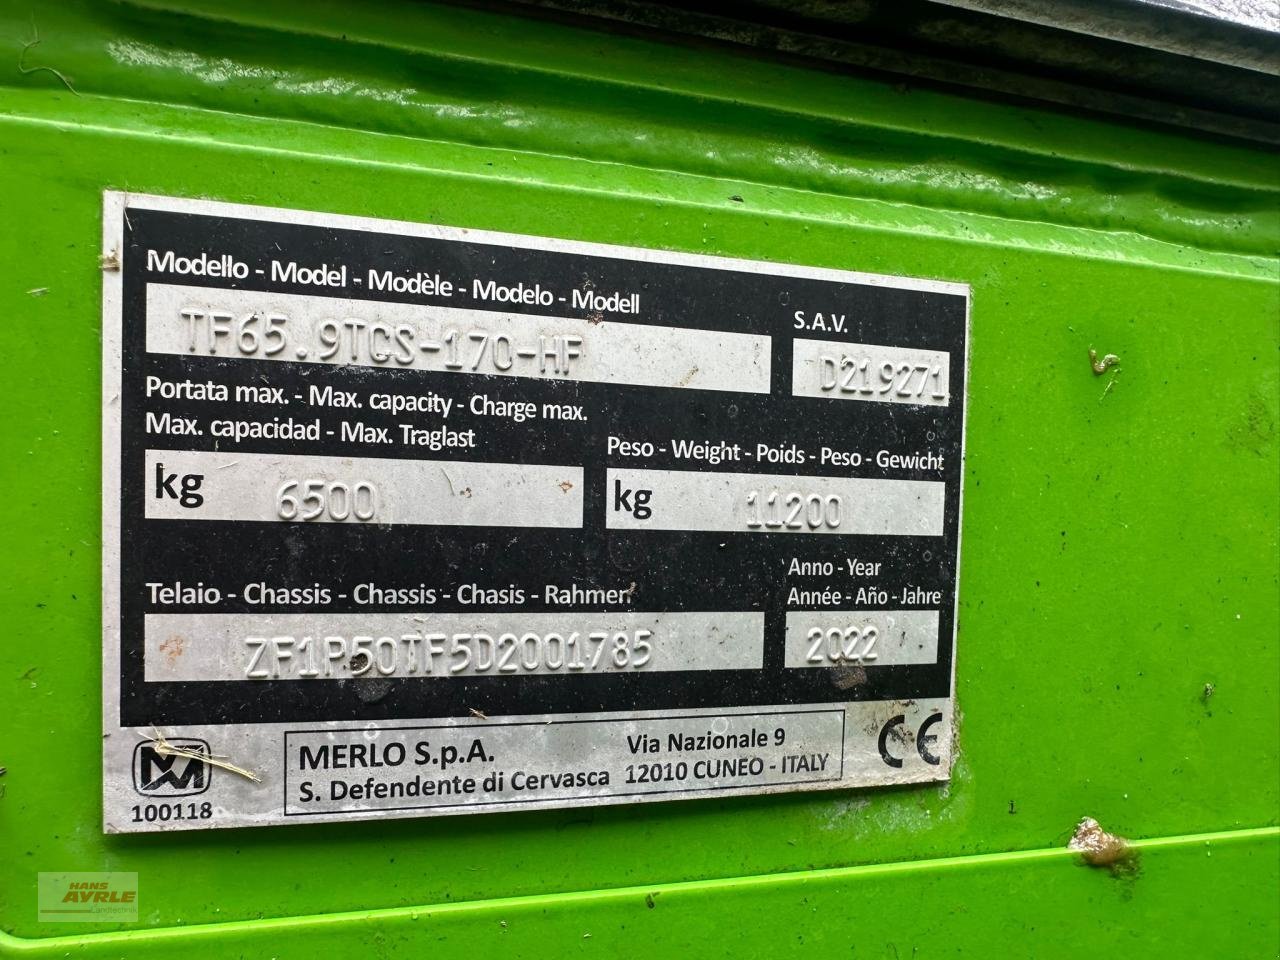 Modello - Model - Modèle - Modelo - Modell
S.A.V.
TF65.9TCS-170-HF
D219271
Portata max. - Max. capacity - Charge max.
Max. capacidad - Max. Traglast
Peso - Weight - Poids - Peso - Gewicht
kg 6500
kg 11200
Telaio - Chassis - Chassis - Chasis - Rahmen
Anno - Year
Année - Año - Jahre
ZF1P50TF5D2001785
2022
MERLO S.p.A.
S. Defendente di Cervasca
Via Nazionale 9
12010 CUNEO - ITALY
CE
100118
HANS
AYRLE
Landtechnik